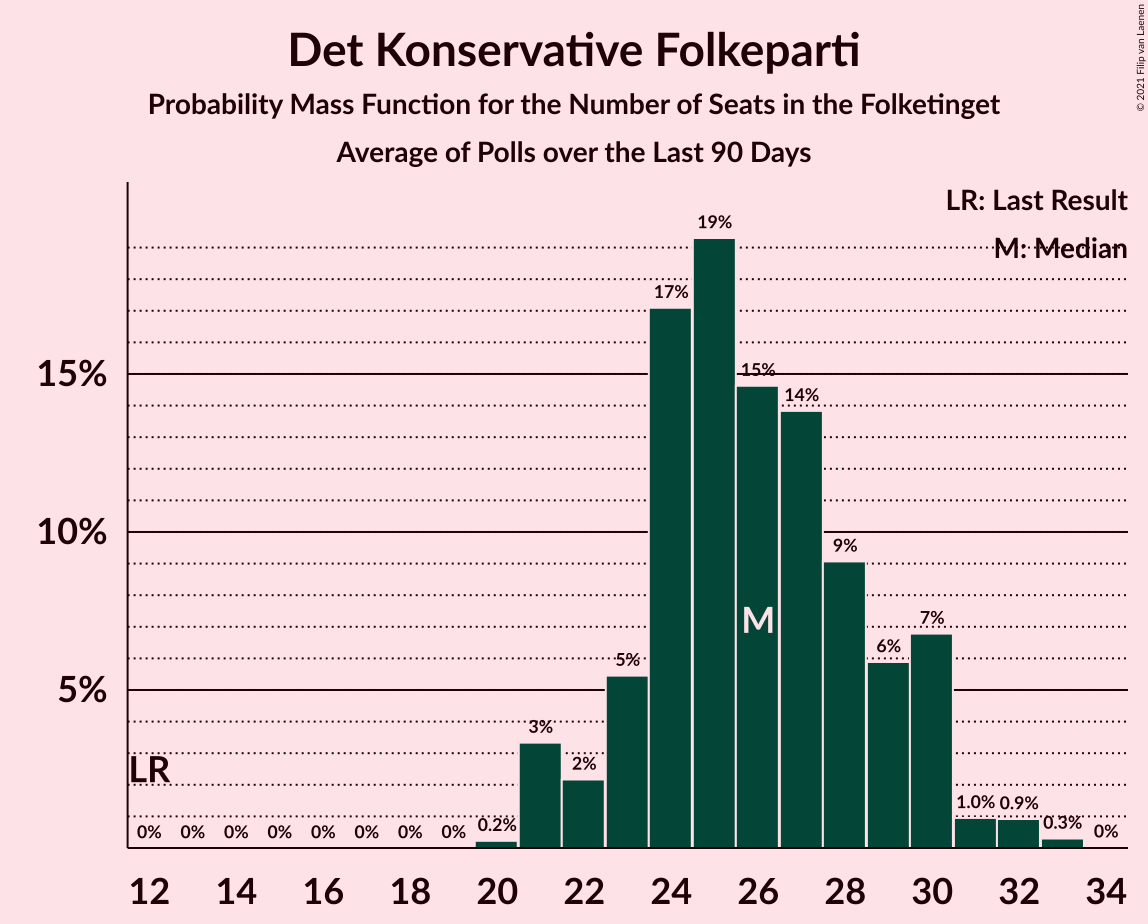 Det Konservative Folkeparti
Probability Mass Function for the Number of Seats in the Folketinget
Average of Polls over the Last 90 Days
© 2021 Filip van Laenen
LR: Last Result
M: Median
19%
17%
15%
15%
14%
10%
9%
M
7%
6%
5%
5%
3%
2%
LR
1.0%
0.9%
0.3%
0.2%
0% 0% 0% 0% 0% 0% 0% 0% 0%
12 14 16 18 20 22 24 26 28 30 32 34